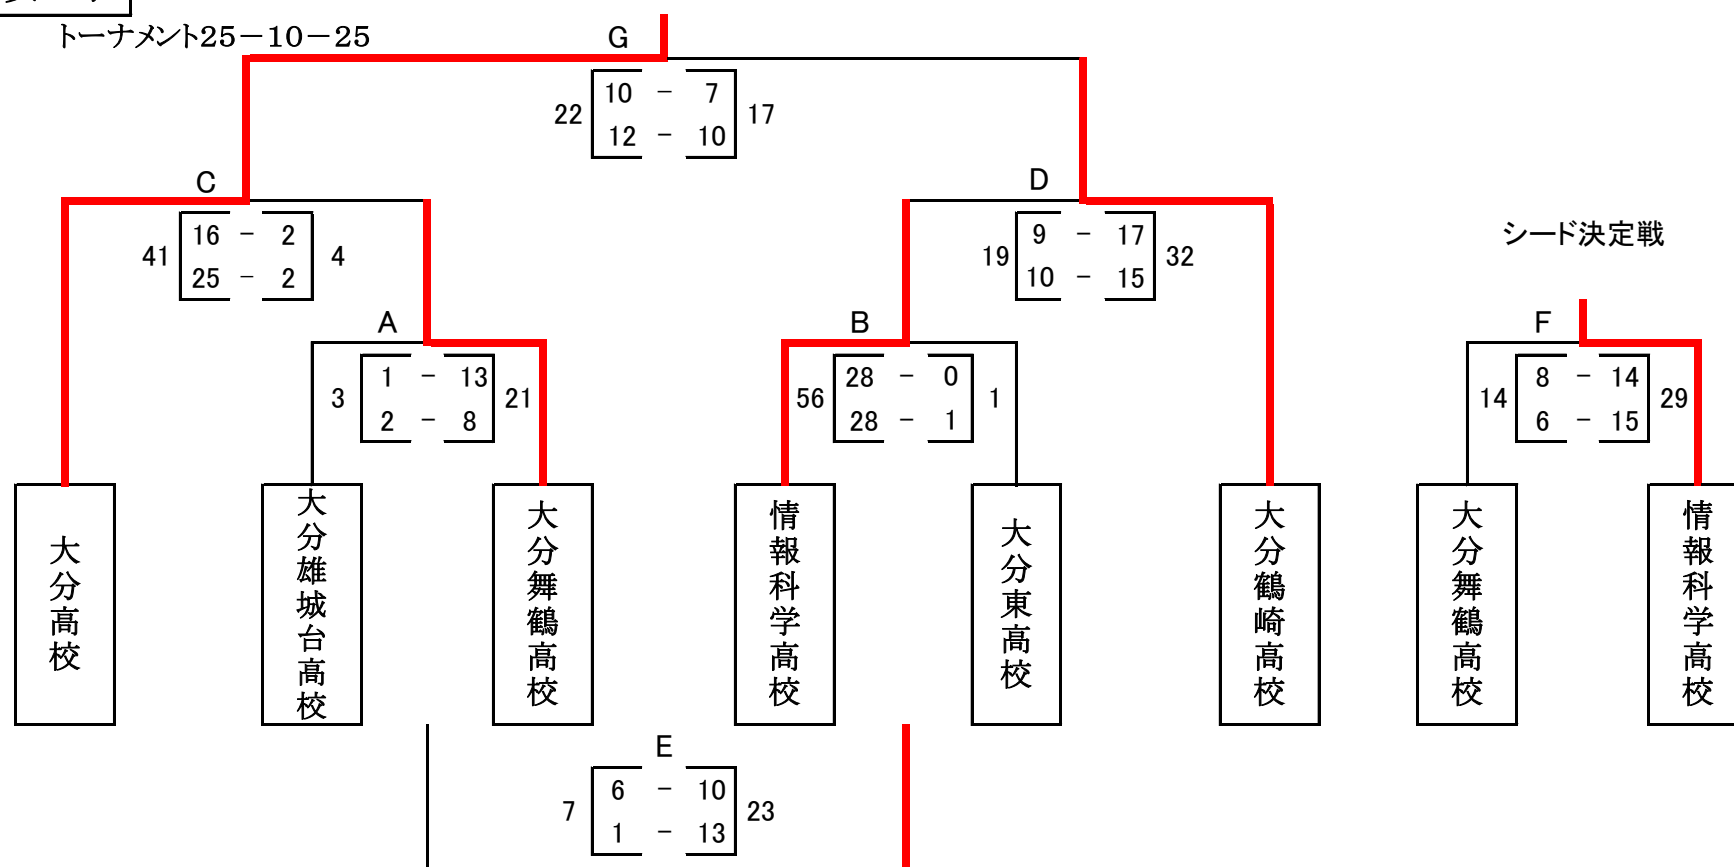 トーナメント25－10－25
G
22 10 － 7 17
12 － 10
C
41 16 － 2 4
25 － 2
D
19 9 － 17 32
10 － 15
シード決定戦
A
3 1 － 13 21
2 － 8
B
56 28 － 0 1
28 － 1
F
14 8 － 14 29
6 － 15
大分高校
大分雄城台高校
大分舞鶴高校
情報科学高校
大分東高校
大分鶴崎高校
大分舞鶴高校
情報科学高校
E
7 6 － 10 23
1 － 13